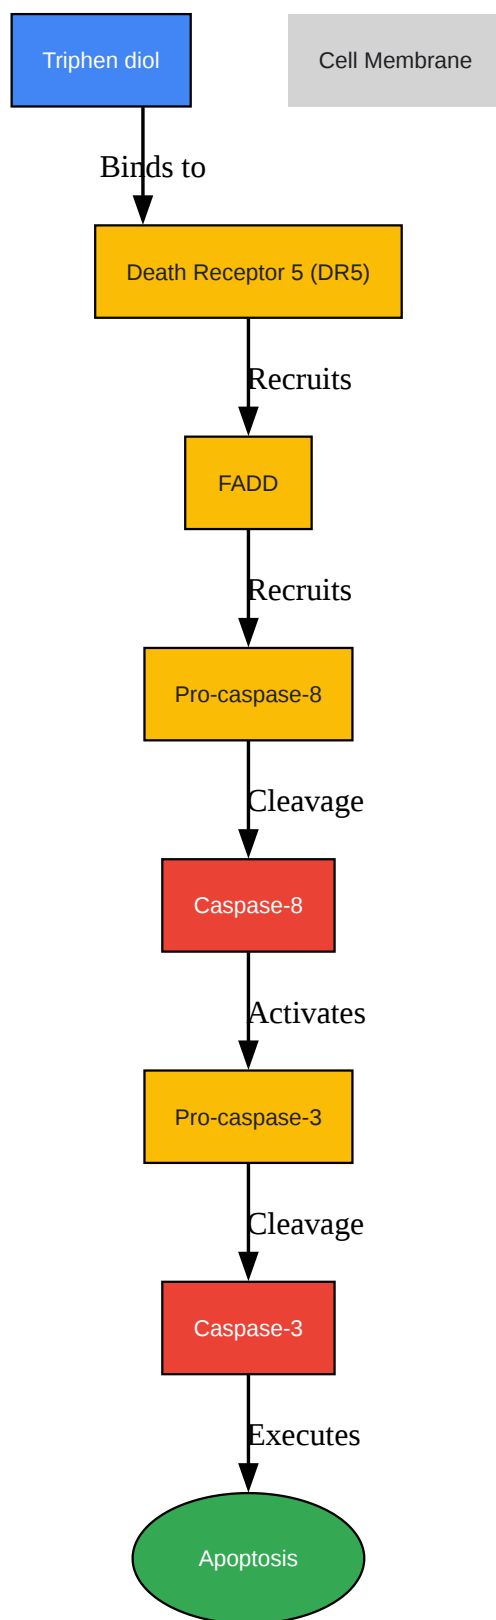 Triphen diol
Cell Membrane
Binds to
Death Receptor 5 (DR5)
Recruits
FADD
Recruits
Pro-caspase-8
Cleavage
Caspase-8
Activates
Pro-caspase-3
Cleavage
Caspase-3
Executes
Apoptosis